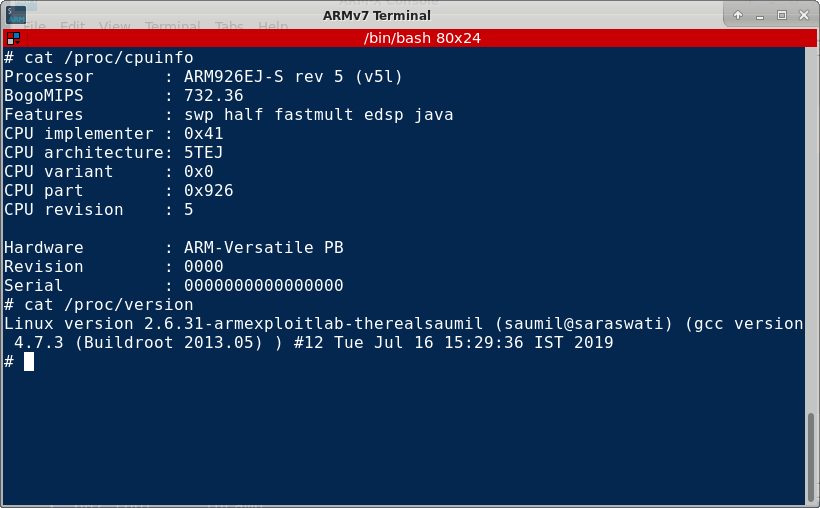 ARM-X Console
ARMv7 Terminal
File Edit View Terminal Tabs Help
/bin/bash 80x24
# cat /proc/cpuinfo
Processor       : ARM926EJ-S rev 5 (v5l)
BogoMIPS        : 732.36
Features        : swp half fastmult edsp java
CPU implementer : 0x41
CPU architecture: 5TEJ
CPU variant     : 0x0
CPU part        : 0x926
CPU revision    : 5
Hardware        : ARM-Versatile PB
Revision        : 0000
Serial          : 0000000000000000
# cat /proc/version
Linux version 2.6.31-armexploitlab-therealsaumil (saumil@saraswati) (gcc version
 4.7.3 (Buildroot 2013.05) ) #12 Tue Jul 16 15:29:36 IST 2019
#